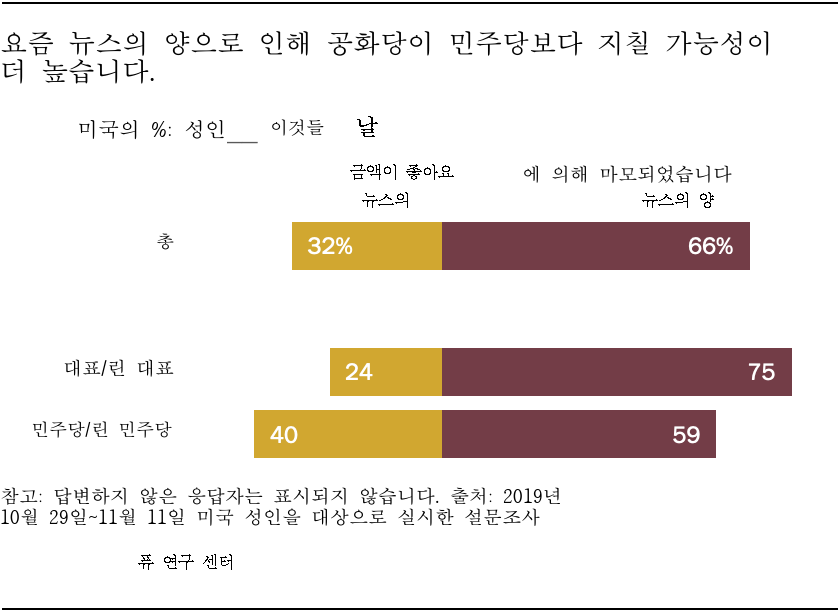 요즘 뉴스의 양으로 인해 공화당이 민주당보다 지칠 가능성이
더 높습니다.
미국의 %: 성인___ 이것들 날
금액이 좋아요 에 의해 마모되었습니다
뉴스의 뉴스의 양
총 32% 66%
대표/린 대표 24 75
민주당/린 민주당 40 59
참고: 답변하지 않은 응답자는 표시되지 않습니다. 출처: 2019년
10월 29일~11월 11일 미국 성인을 대상으로 실시한 설문조사
퓨 연구 센터